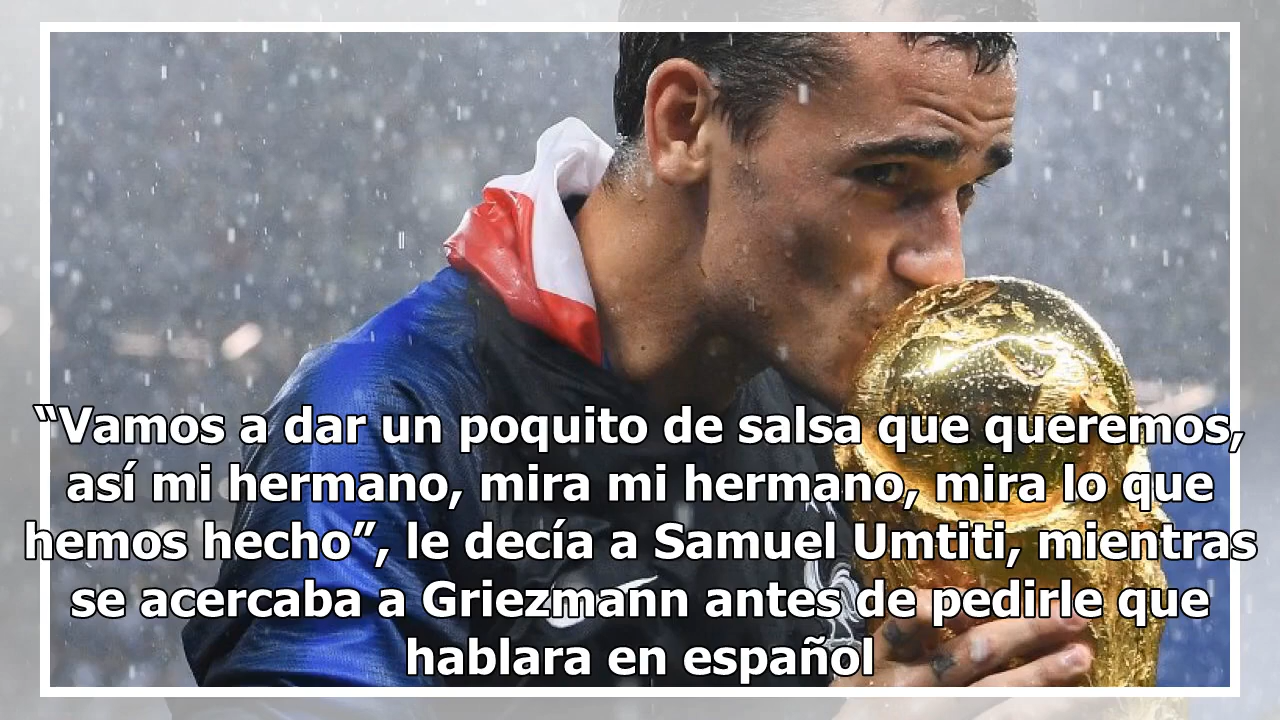 “Vamos a dar un poquito de salsa que queremos,
así mi hermano, mira mi hermano, mira lo que
hemos hecho”, le decía a Samuel Umtiti, mientras
se acercaba a Griezmann antes de pedirle que
hablara en español